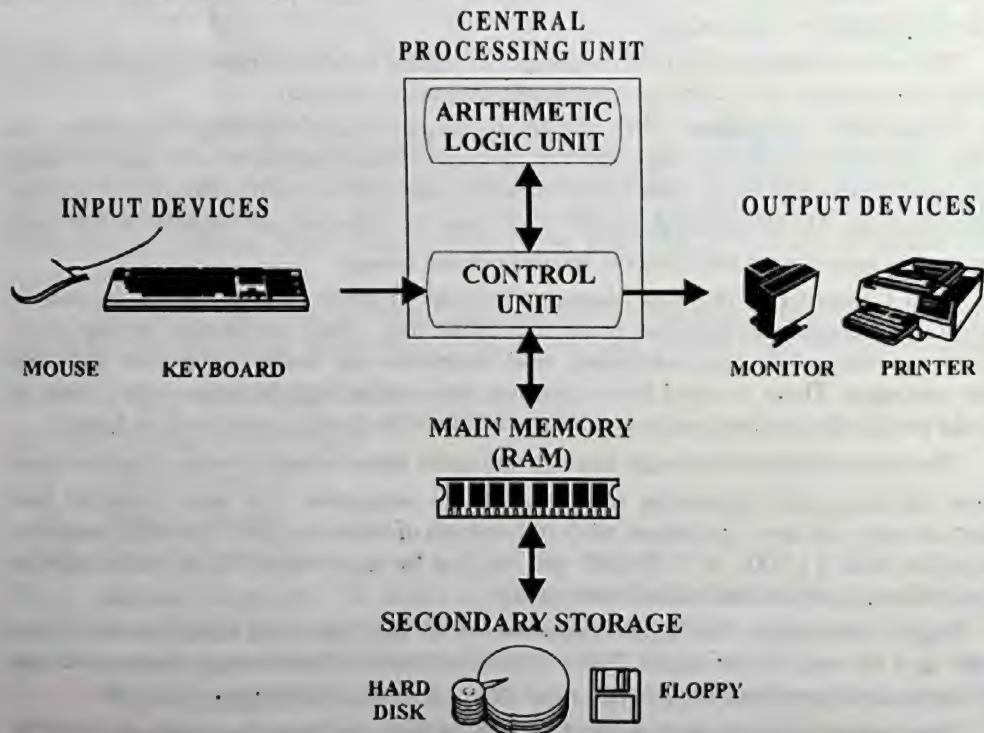 CENTRAL
PROCESSING UNIT
ARITHMETIC
LOGIC UNIT
INPUT DEVICES
OUTPUT DEVICES
CONTROL
UNIT
MOUSE
KEYBOARD
MONITOR
PRINTER
MAIN MEMORY
(RAM)
SECONDARY STORAGE
HARD
DISK
FLOPPY